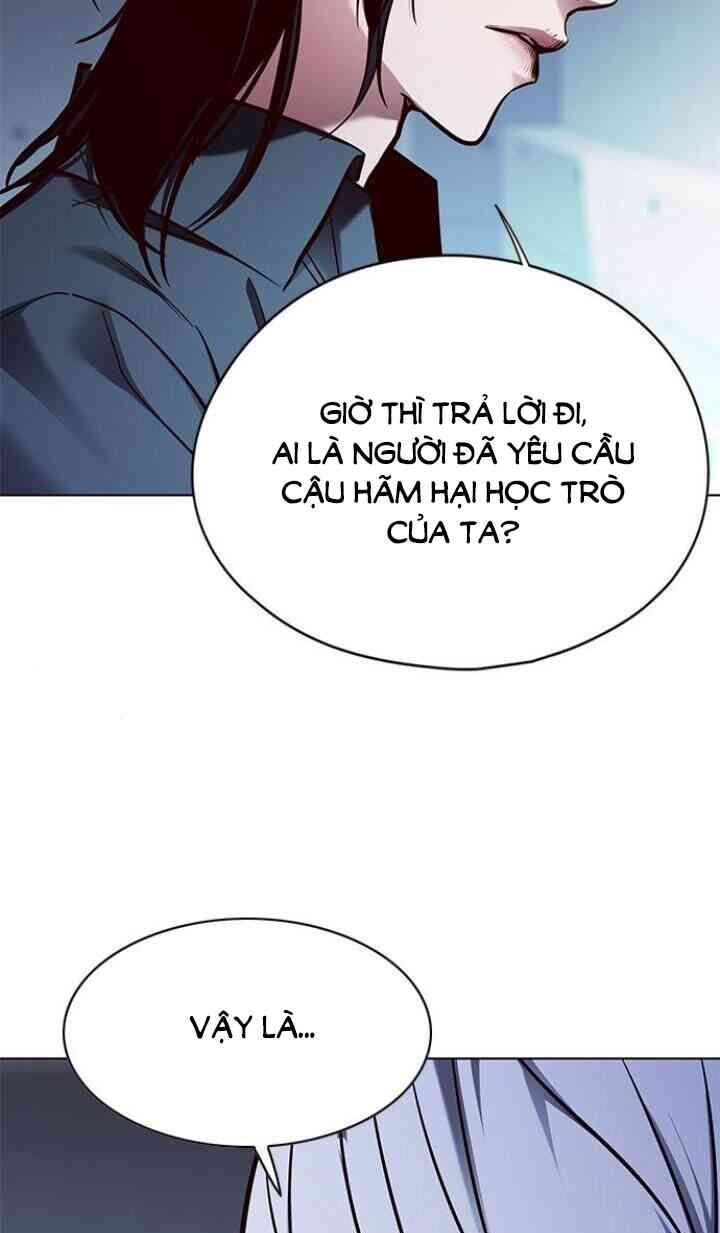 GIỜ THÌ TRẢ LỜI ĐI,
AI LÀ NGƯỜI ĐÃ YÊU CẦU
CẬU HÃM HẠI HỌC TRÒ
CỦA TA?
VẬY LÀ...